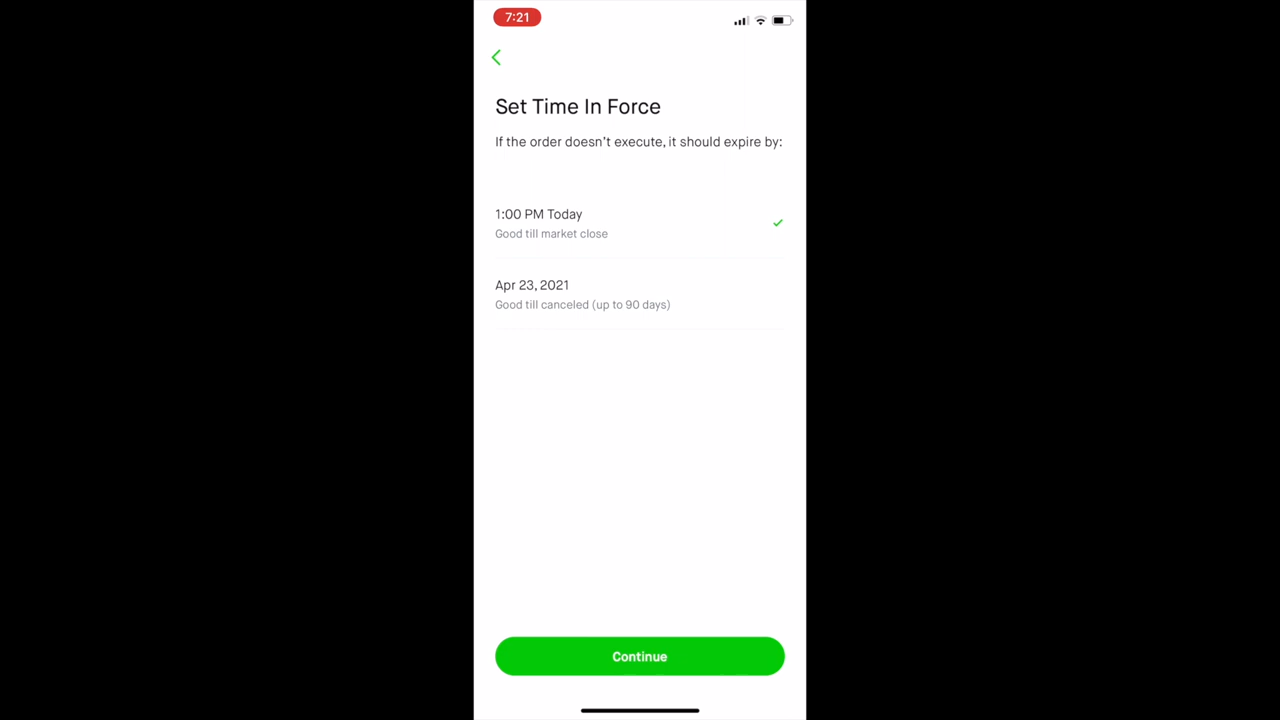 7:21
Set Time In Force
If the order doesn't execute, it should expire by:
1:00 PM Today
Good till market close
Apr 23, 2021
Good till canceled (up to 90 days)
Continue